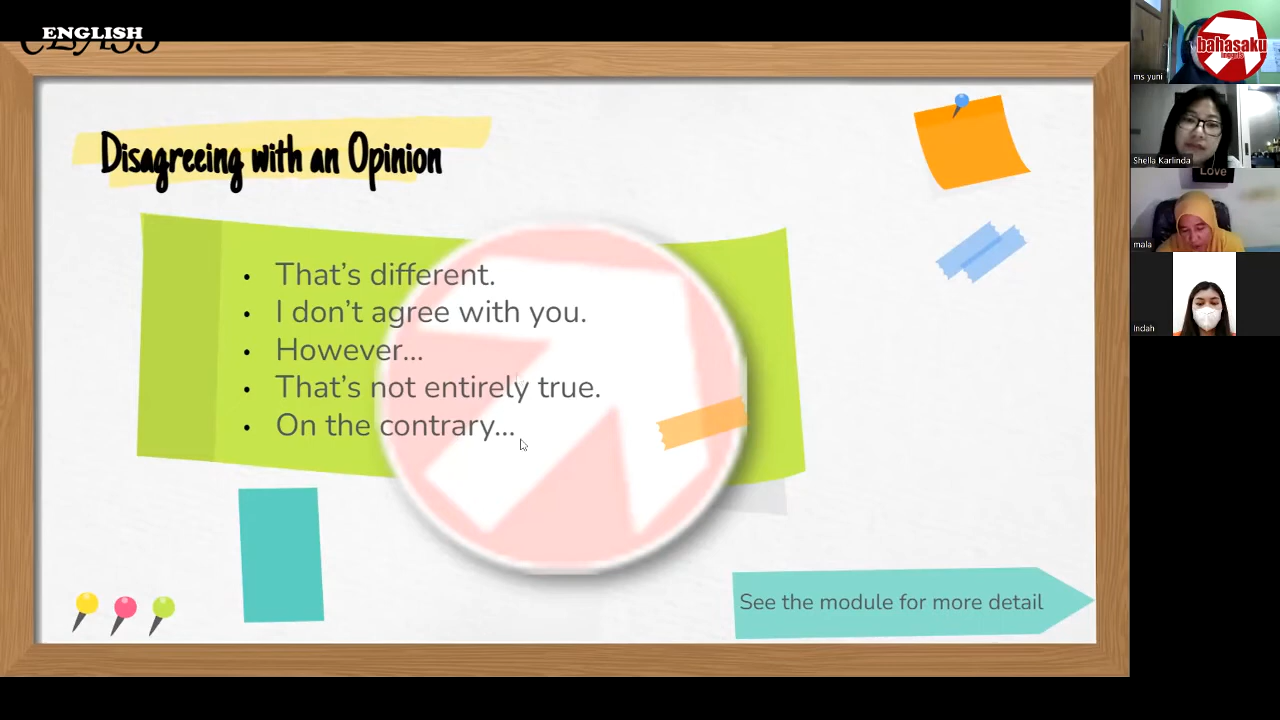 ENGLISH
CLASS
Disagreeing with an Opinion
• That's different.
• I don't agree with you.
• However...
• That's not entirely true.
• On the contrary...
See the module for more detail
bahasaku
ms yuni
Shella Karlinda
Love
mala
Indah